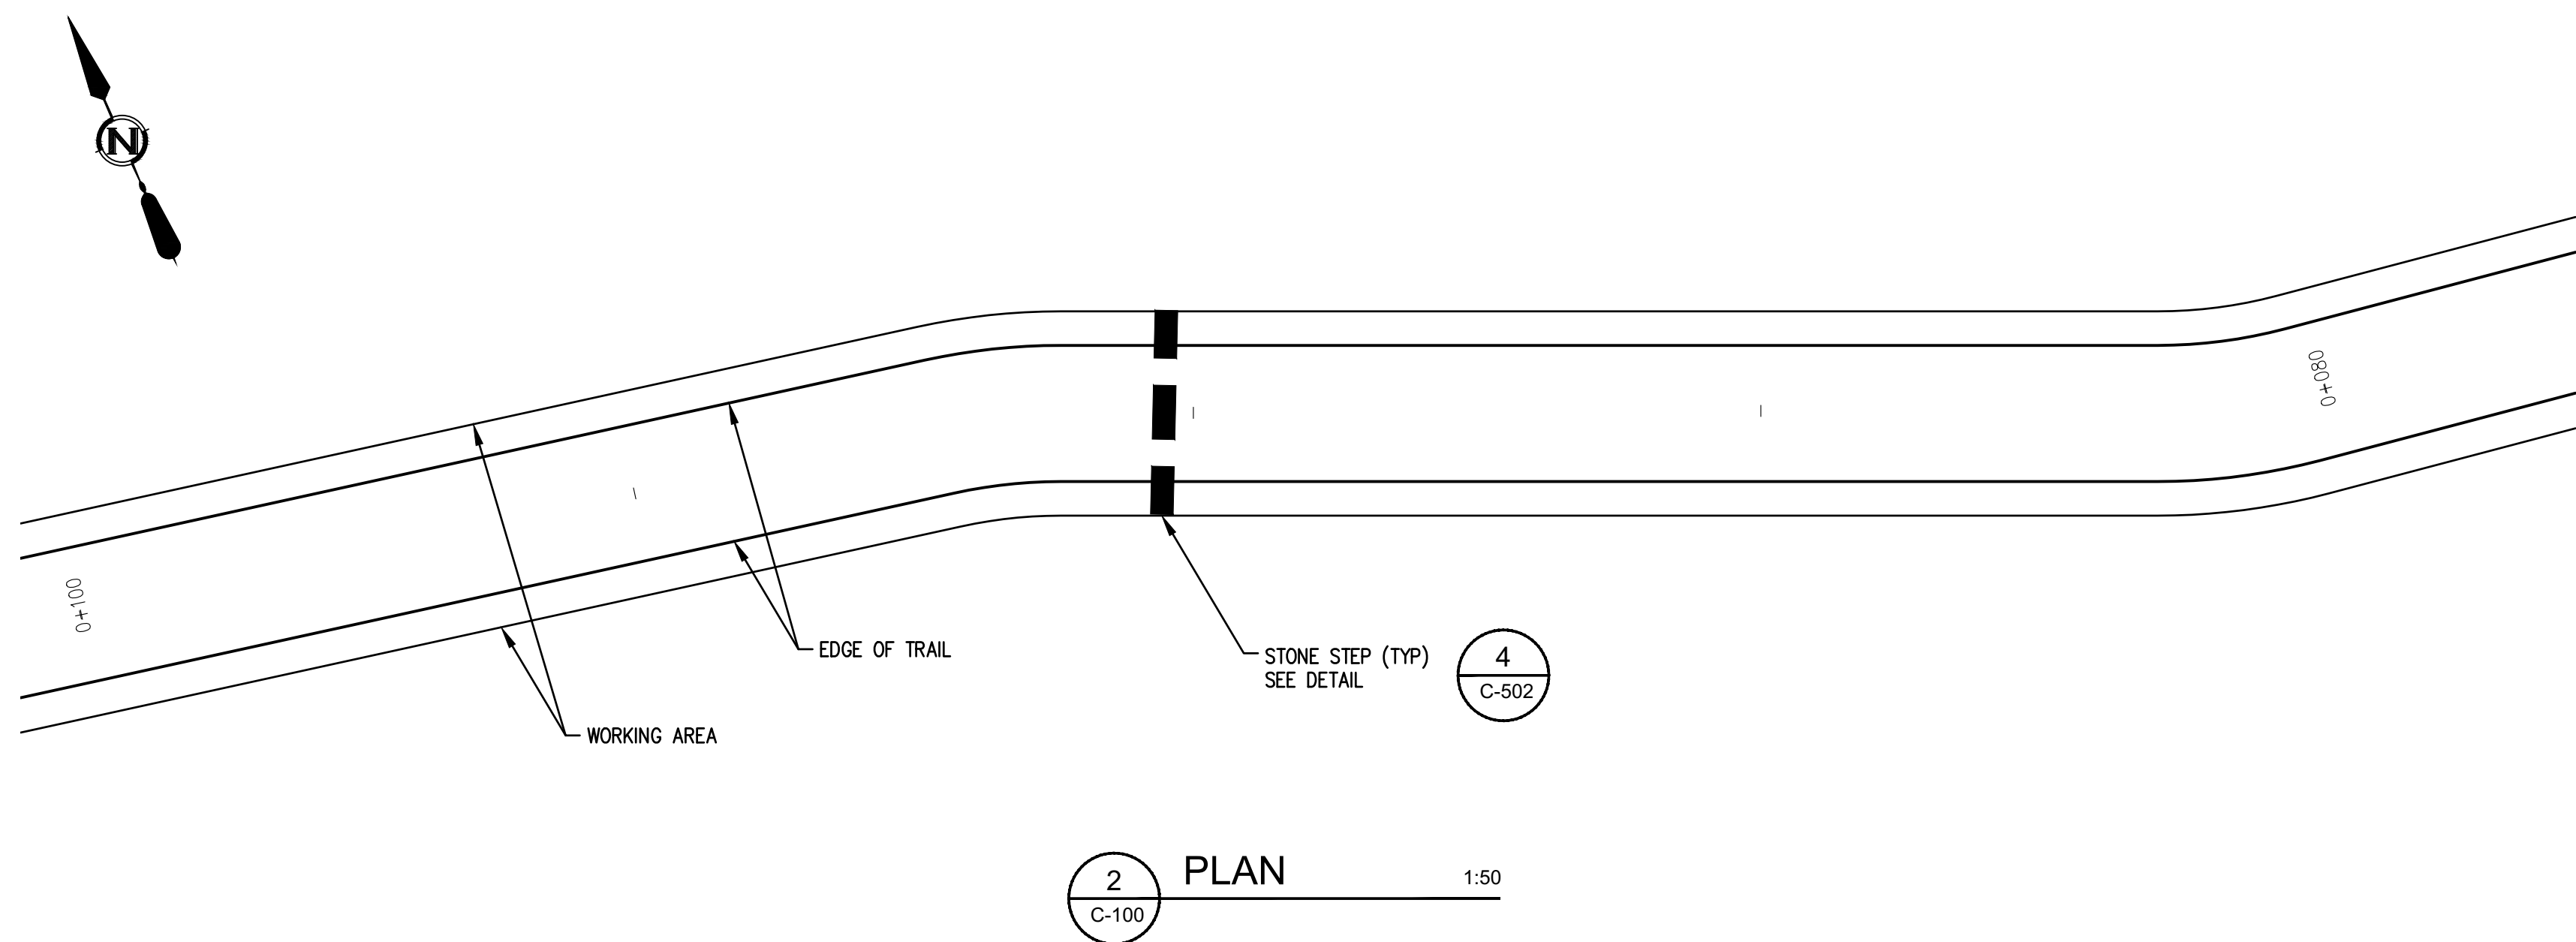 N
0+080
0+100
EDGE OF TRAIL
STONE STEP (TYP)
SEE DETAIL
4
C-502
WORKING AREA
2
C-100
PLAN
1:50